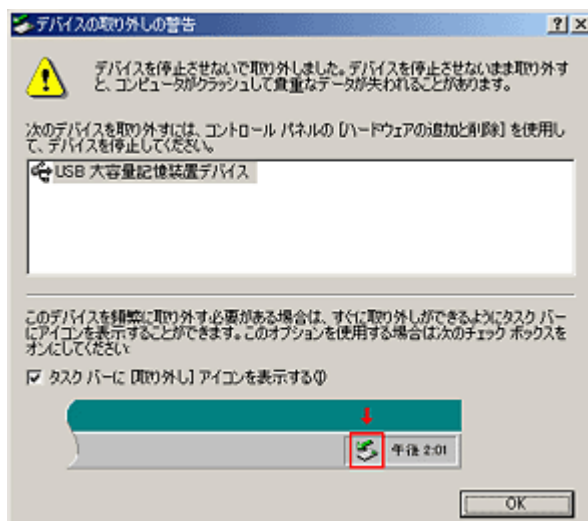 デバイスの取り外しの警告
デバイスを停止させないで取り外しました。デバイスを停止させないまま取り外す
と、コンピュータがクラッシュして貴重なデータが失われることがあります。
次のデバイスを取り外すには、コントロール パネルの [ハードウェアの追加と削除] を使用し
て、デバイスを停止してください。
USB 大容量記憶装置デバイス
このデバイスを頻繁に取り外す必要がある場合は、すぐに取り外しができるようにタスク バー
にアイコンを表示することができます。このオプションを使用する場合は次のチェック ボックスを
オンにしてください
タスク バーに [取り外し] アイコンを表示する(I)
午後 2:01
OK